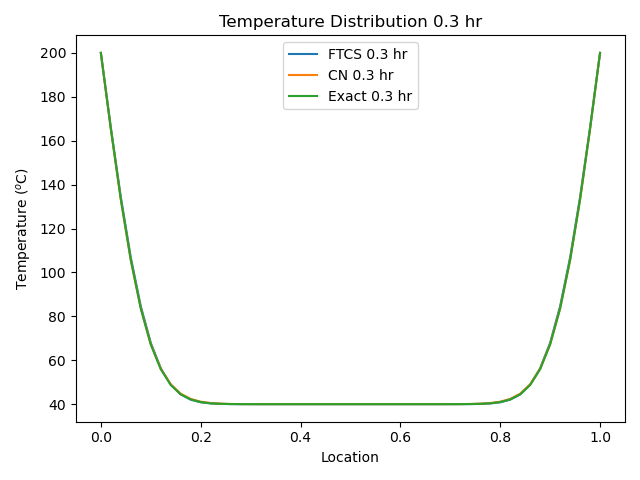 Temperature Distribution 0.3 hr
FTCS 0.3 hr
CN 0.3 hr
Exact 0.3 hr
Temperature (°C)
200
180
160
140
120
100
80
60
40
0.0 0.2 0.4 0.6 0.8 1.0
Location